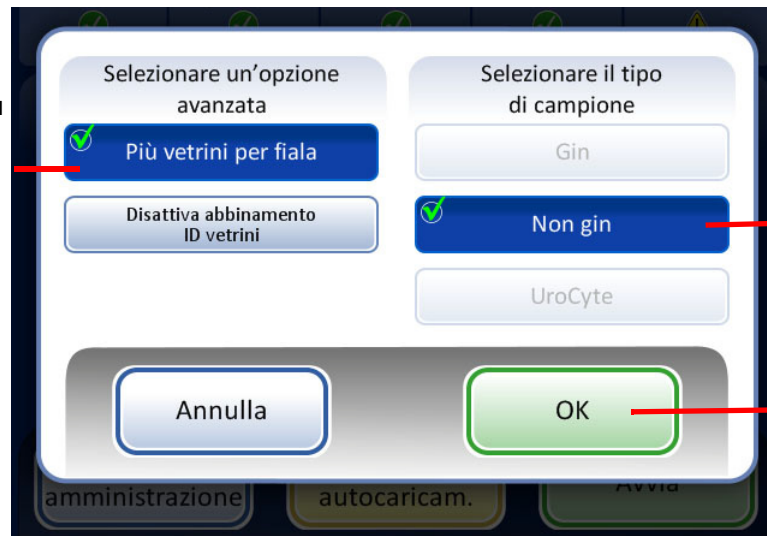 Selezionare un'opzione
avanzata
Selezionare il tipo
di campione
Più vetrini per fiala
Gin
Disattiva abbinamento
ID vetrini
Non gin
UroCyte
Annulla
OK
amministrazione
autocaricam.
Avvia